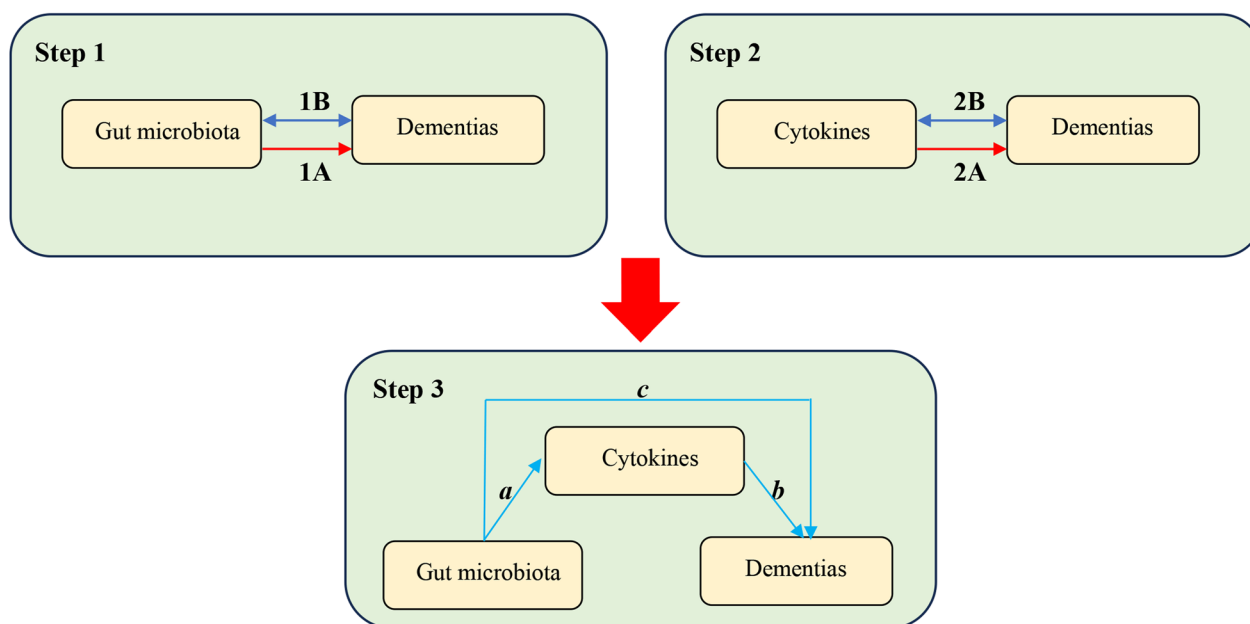 Step 1
1B
Gut microbiota
Dementias
1A
Step 2
2B
Cytokines
Dementias
2A
Step 3
c
Cytokines
a
b
Gut microbiota
Dementias